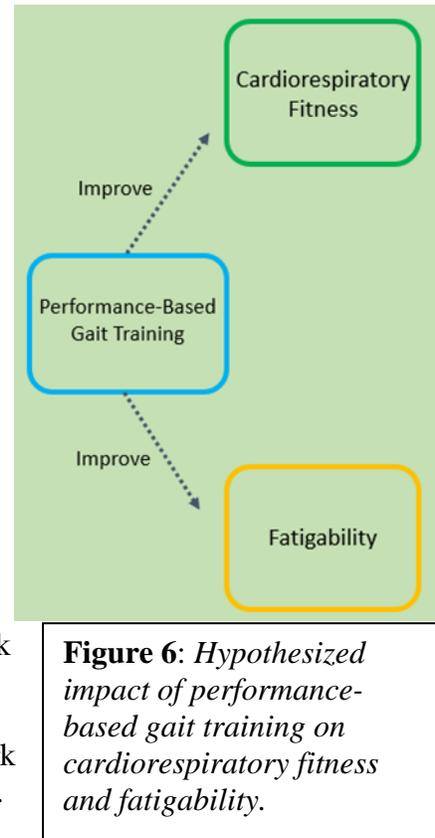 Cardiorespiratory
Fitness
Improve
Performance-Based
Gait Training
Improve
Fatigability
Figure 6: Hypothesized
impact of performance-
based gait training on
cardiorespiratory fitness
and fatigability.